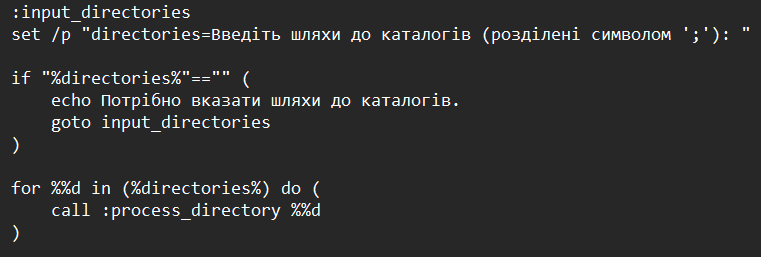 :input_directories
set /p "directories=Введіть шляхи до каталогів (розділені символом ';'): "
if "%directories%"=="" (
echo Потрібно вказати шляхи до каталогів.
goto input_directories
)
for %%d in (%directories%) do (
call :process_directory %%d
)